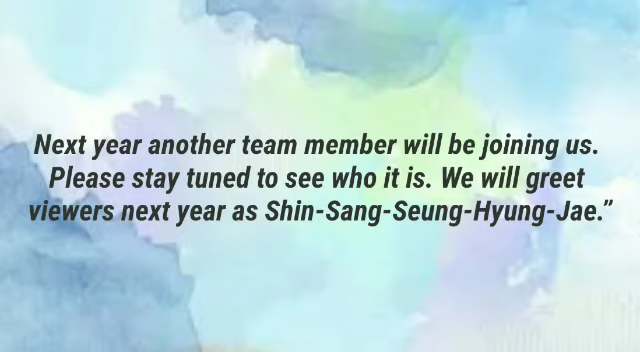 Next year another team member will be joining us.
Please stay tuned to see who it is. We will greet
viewers next year as Shin-Sang-Seung-Hyung-Jae.”